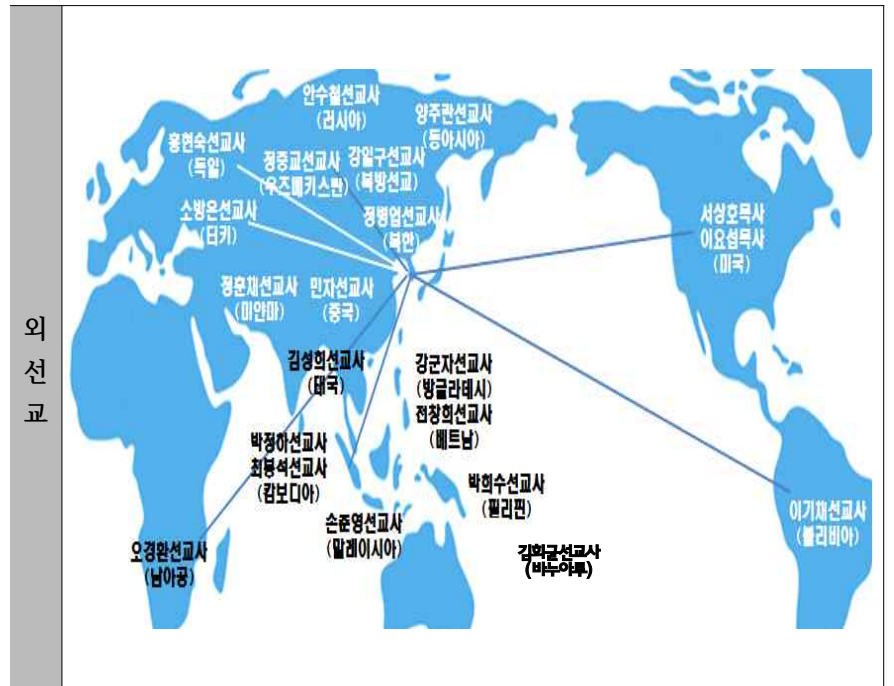 외
선
교
안수철선교사
(러시아)
양주란선교사
(동아시아)
홍현숙선교사
(독일)
정중교선교사
(우즈베키스탄)
강일구선교사
(북방선교)
소방은선교사
(터키)
정병업선교사
(북한)
서상호목사
이요섭목사
(미국)
정훈채선교사
(미얀마)
민자선교사
(중국)
김성희선교사
(태국)
강군자선교사
(방글라데시)
전창희선교사
(베트남)
박정하선교사
최봉석선교사
(캄보디아)
박희수선교사
(필리핀)
이기채선교사
(볼리비아)
손준영선교사
(말레이시아)
오경환선교사
(남아공)
김희균선교사
(바누아투)